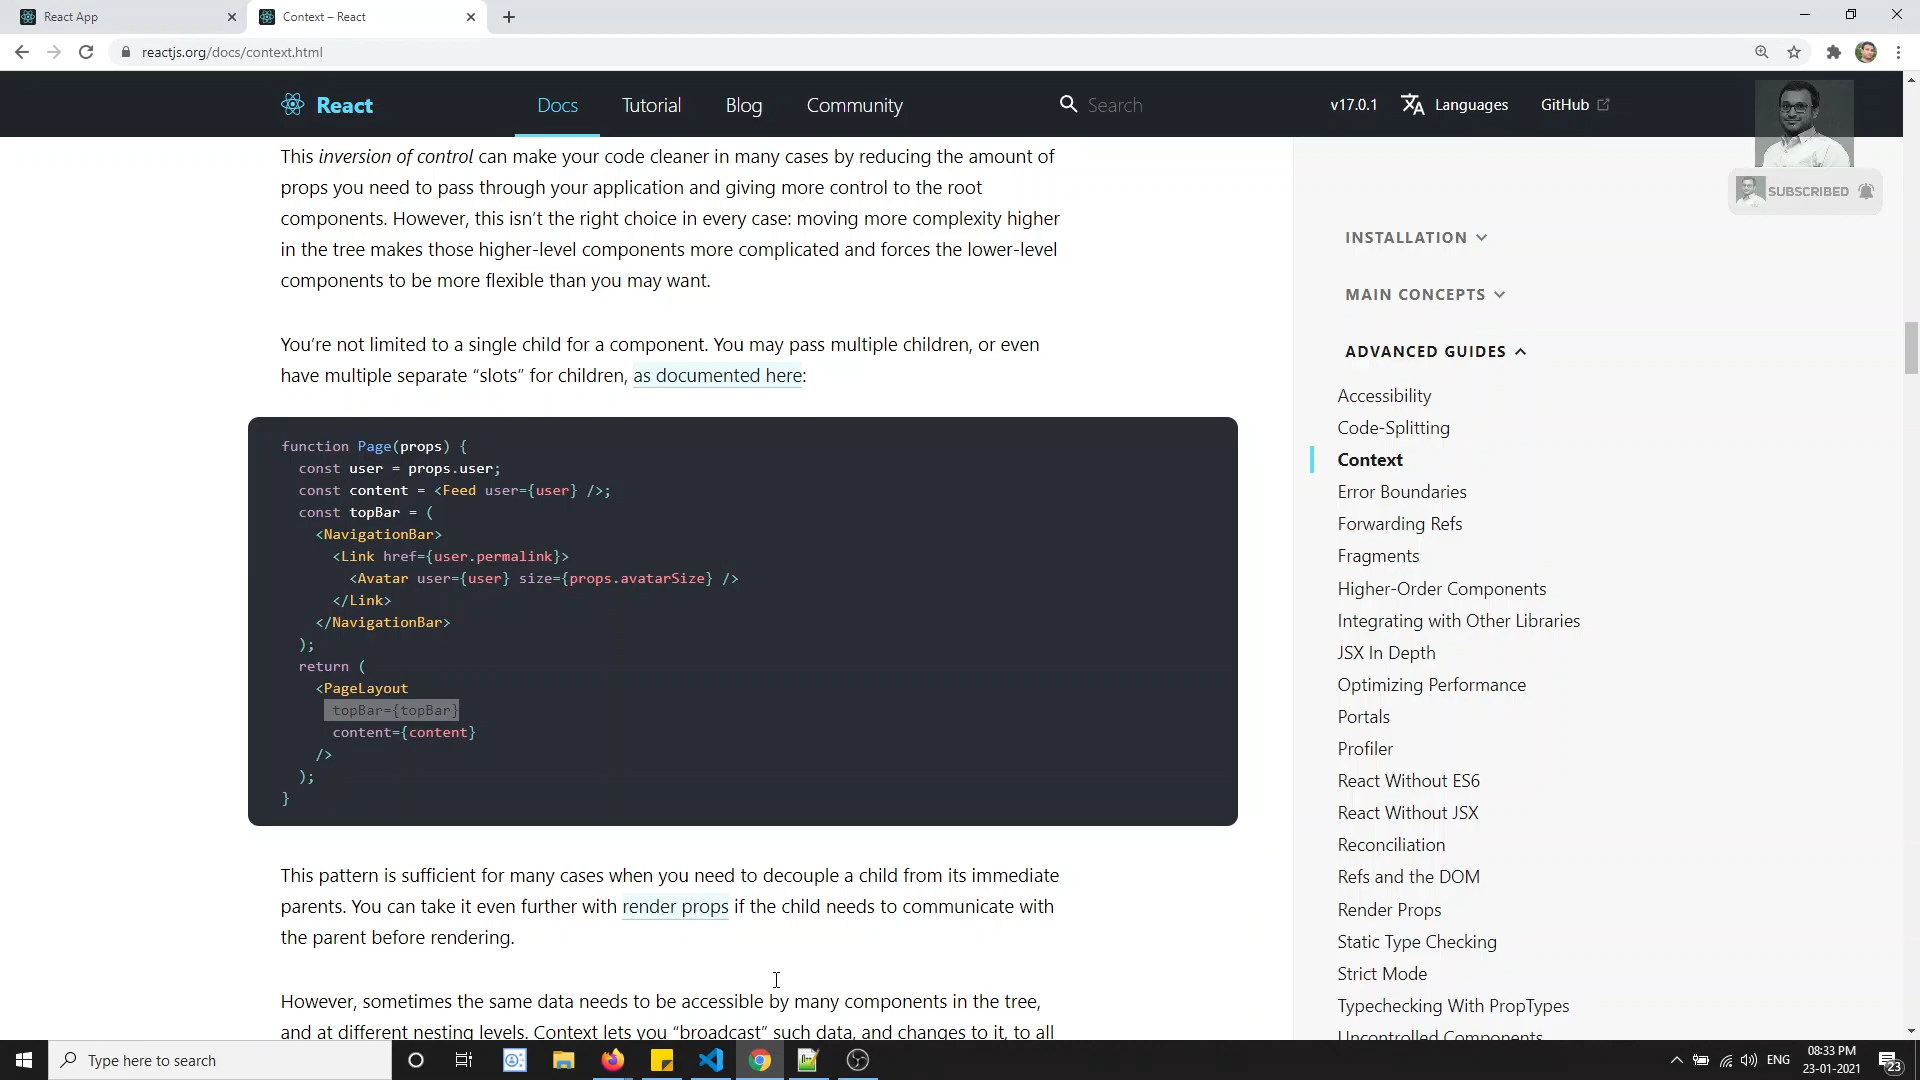 React App
Context – React
reactjs.org/docs/context.html
React
Docs
Tutorial
Blog
Community
Search
v17.0.1
Languages
GitHub
SUBSCRIBED
This inversion of control can make your code cleaner in many cases by reducing the amount of
props you need to pass through your application and giving more control to the root
components. However, this isn’t the right choice in every case: moving more complexity higher
in the tree makes those higher-level components more complicated and forces the lower-level
components to be more flexible than you may want.
You’re not limited to a single child for a component. You may pass multiple children, or even
have multiple separate “slots” for children, as documented here:
function Page(props) {
const user = props.user;
const content = <Feed user={user} />;
const topBar = (
<NavigationBar>
<Link href={user.permalink}>
<Avatar user={user} size={props.avatarSize} />
</Link>
</NavigationBar>
);
return (
<PageLayout
topBar={topBar}
content={content}
/>
);
}
This pattern is sufficient for many cases when you need to decouple a child from its immediate
parents. You can take it even further with render props if the child needs to communicate with
the parent before rendering.
However, sometimes the same data needs to be accessible by many components in the tree,
and at different nesting levels. Context lets you “broadcast” such data, and changes to it, to all
INSTALLATION
MAIN CONCEPTS
ADVANCED GUIDES
Accessibility
Code-Splitting
Context
Error Boundaries
Forwarding Refs
Fragments
Higher-Order Components
Integrating with Other Libraries
JSX In Depth
Optimizing Performance
Portals
Profiler
React Without ES6
React Without JSX
Reconciliation
Refs and the DOM
Render Props
Static Type Checking
Strict Mode
Typechecking With PropTypes
Uncontrolled Components
Type here to search
ENG
08:33 PM
23-01-2021
23